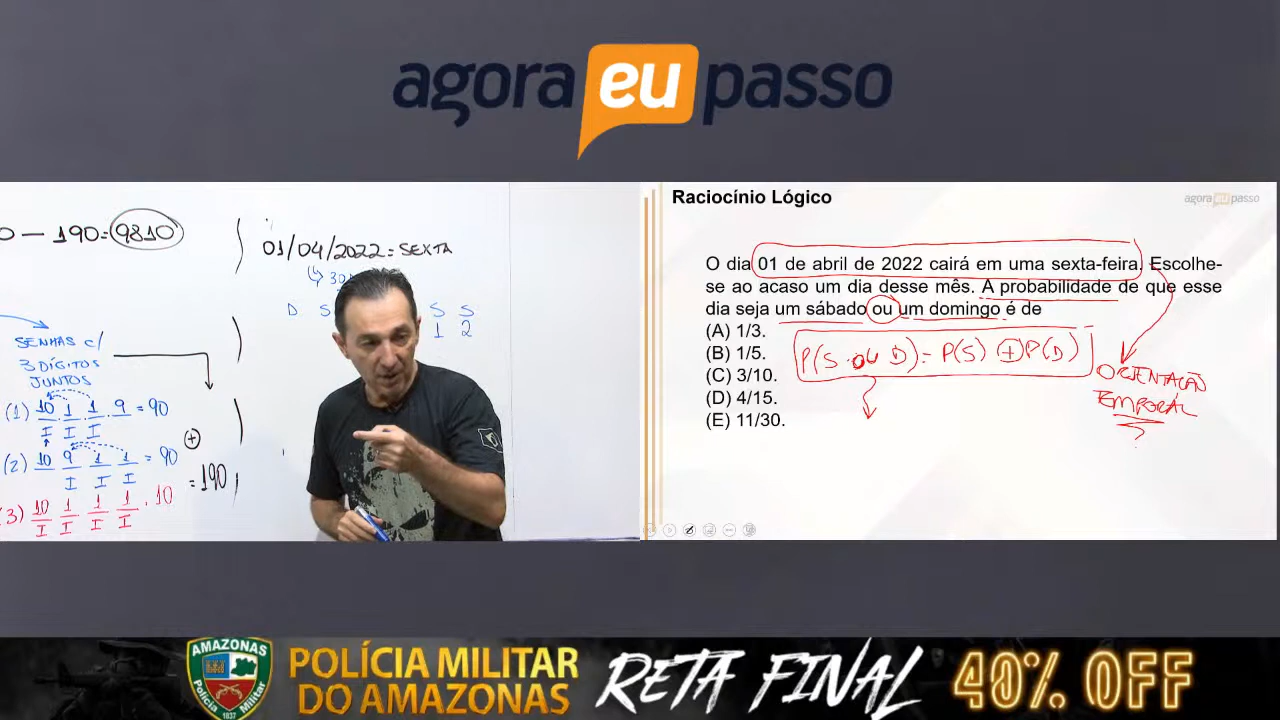 agora eu passo
O — 190 = 9810
SENHAS C/
3 DÍGITOS
JUNTOS
(1) 10 1 1 . 9 = 90
I I I
(2) 10 9 1 1 = 90
I I I
(3) 10 1 1 1 . 10
I I I I
(+)
= 190
01/04/2022 = SEXTA
↳ 30
D S S S
1 2
Raciocínio Lógico
agora eu passo
O dia 01 de abril de 2022 cairá em uma sexta-feira. Escolhe-
se ao acaso um dia desse mês. A probabilidade de que esse
dia seja um sábado ou um domingo é de
(A) 1/3.
(B) 1/5.
(C) 3/10.
(D) 4/15.
(E) 11/30.
P(S ou D) = P(S) + P(D)
ORIENTAÇÃO
TEMPORAL
?
AMAZONAS
Polícia Militar
1837
POLÍCIA MILITAR
DO AMAZONAS
RETA FINAL
40% OFF